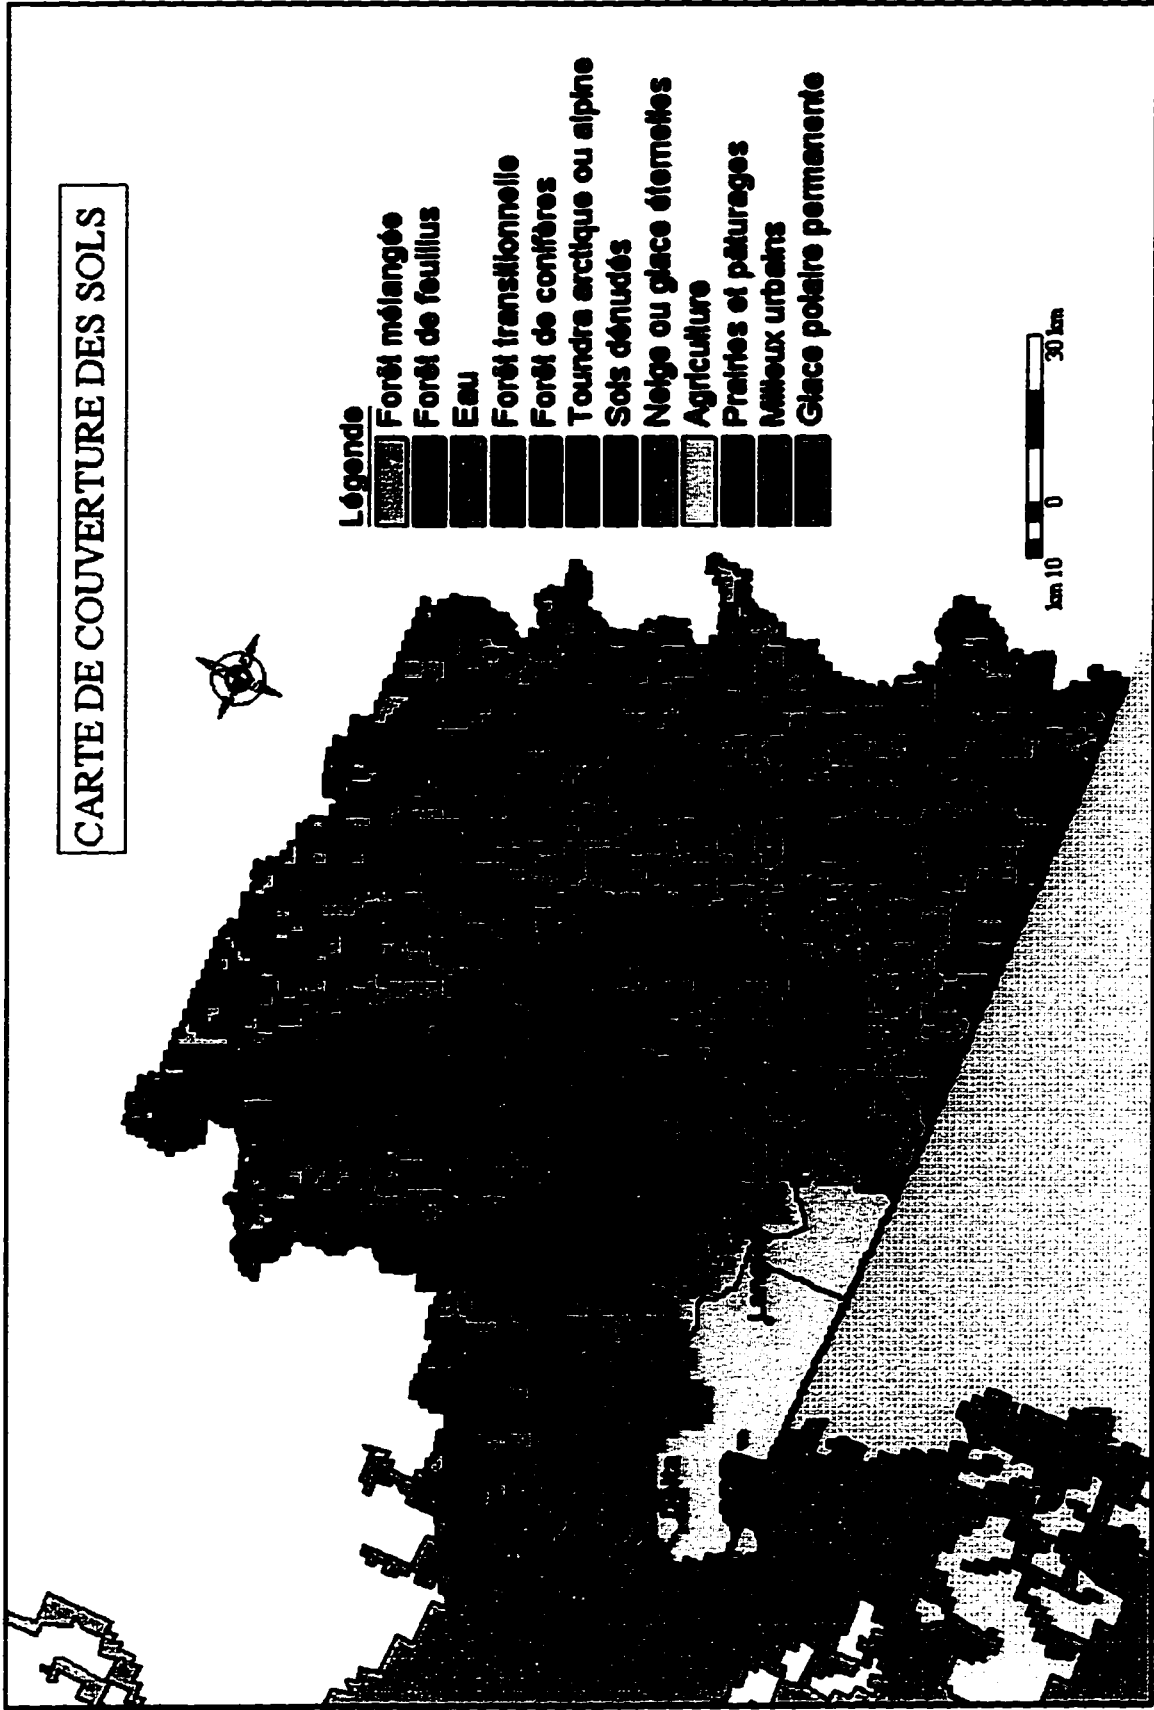 CARTE DE COUVERTURE DES SOLS
Légende
Forêt mélangée
Forêt de feuillus
Eau
Forêt transitionnelle
Forêt de conifères
Toundra arctique ou alpine
Sols dénudés
Neige ou glace éternelles
Agriculture
Prairies et pâturages
Milieux urbains
Glace polaire permanente
km 10 0 30 km